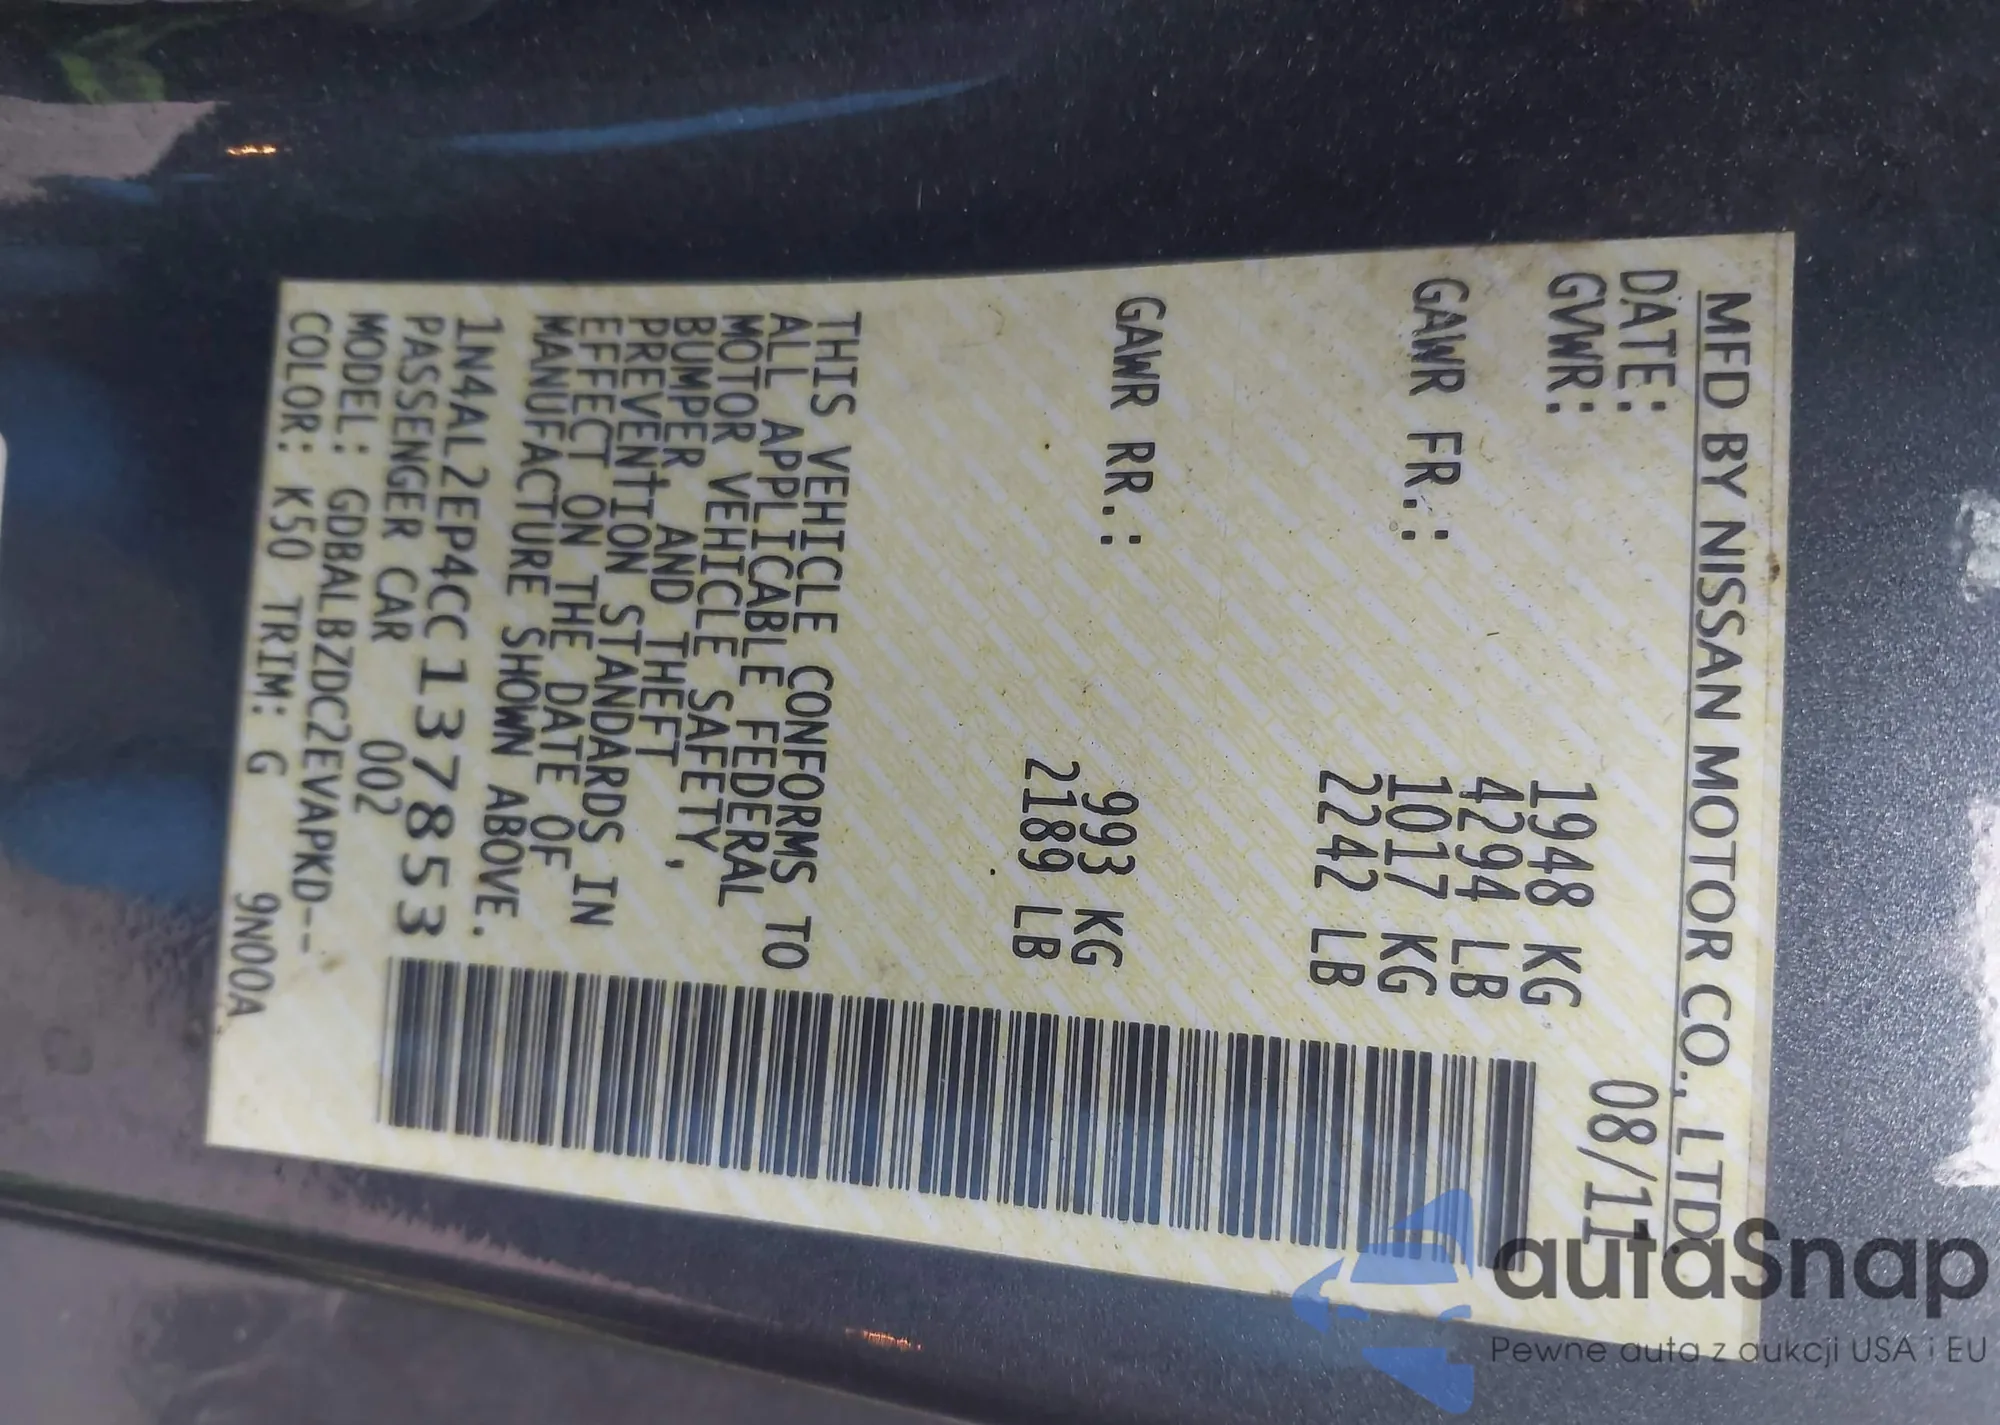 MFD BY NISSAN MOTOR CO., LTD.
DATE: 08/11
GVWR: 1948 KG
4294 LB
GAWR FR.: 1017 KG
2242 LB
GAWR RR.: 993 KG
2189 LB
THIS VEHICLE CONFORMS TO
ALL APPLICABLE FEDERAL
MOTOR VEHICLE SAFETY,
BUMPER AND THEFT
PREVENTION STANDARDS IN
EFFECT ON THE DATE OF
MANUFACTURE SHOWN ABOVE.
1N4AL2EP4CC137853
PASSENGER CAR 002
MODEL: GDBALBZDC2EVAPKD--
COLOR: K50 TRIM: G 9N00A
autaSnap
Pewne auta z aukcji USA i EU